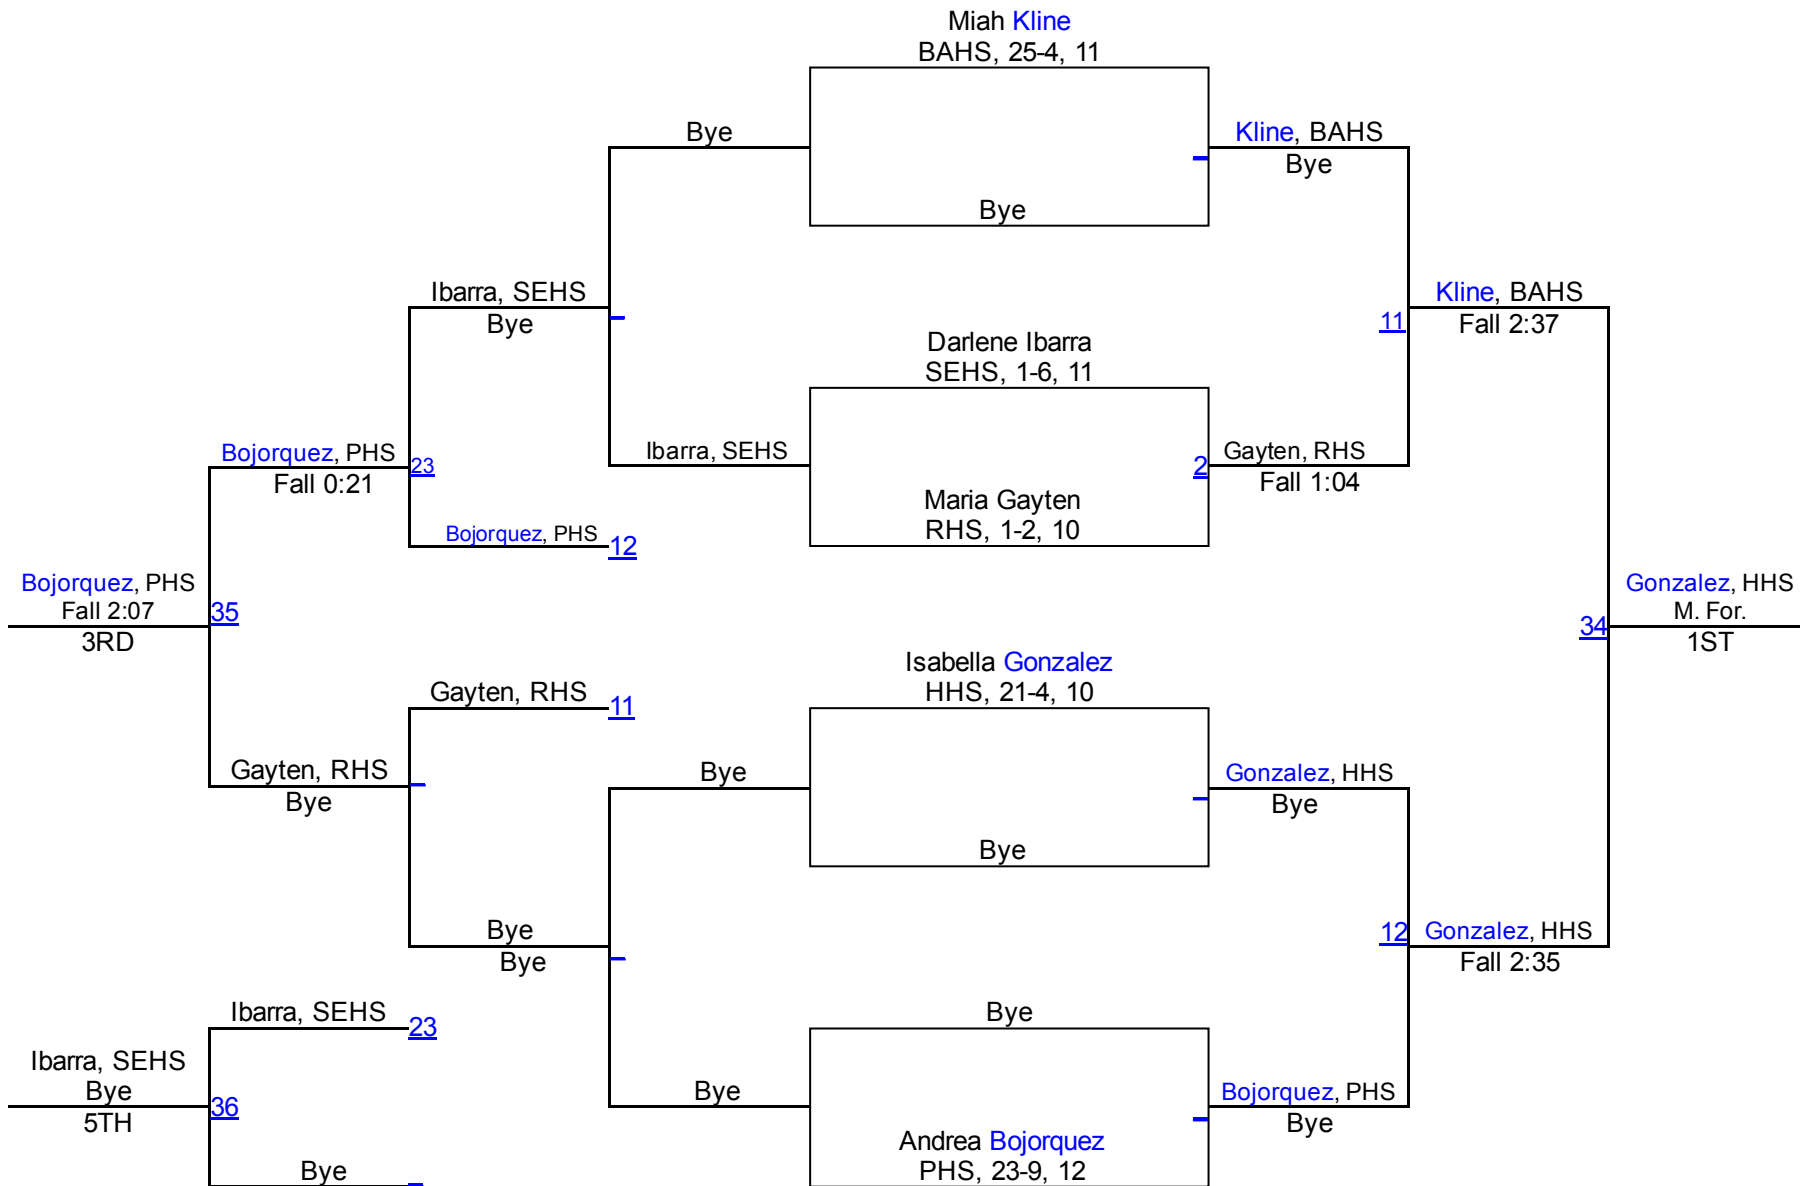 Miah Kline
BAHS, 25-4, 11
Bye
Kline, BAHS
Bye
Bye
Ibarra, SEHS
Bye
Kline, BAHS
11
Fall 2:37
Darlene Ibarra
SEHS, 1-6, 11
Bojorquez, PHS
23
Fall 0:21
Ibarra, SEHS
2
Gayten, RHS
Fall 1:04
Maria Gayten
RHS, 1-2, 10
Bojorquez, PHS
12
Bojorquez, PHS
Fall 2:07
35
3RD
Gonzalez, HHS
M. For.
34
1ST
Isabella Gonzalez
HHS, 21-4, 10
Gayten, RHS
11
Gayten, RHS
Bye
Bye
Gonzalez, HHS
Bye
Bye
Bye
Bye
12
Gonzalez, HHS
Fall 2:35
Ibarra, SEHS
23
Bye
Ibarra, SEHS
Bye
36
5TH
Bye
Bojorquez, PHS
Bye
Andrea Bojorquez
PHS, 23-9, 12
Bye